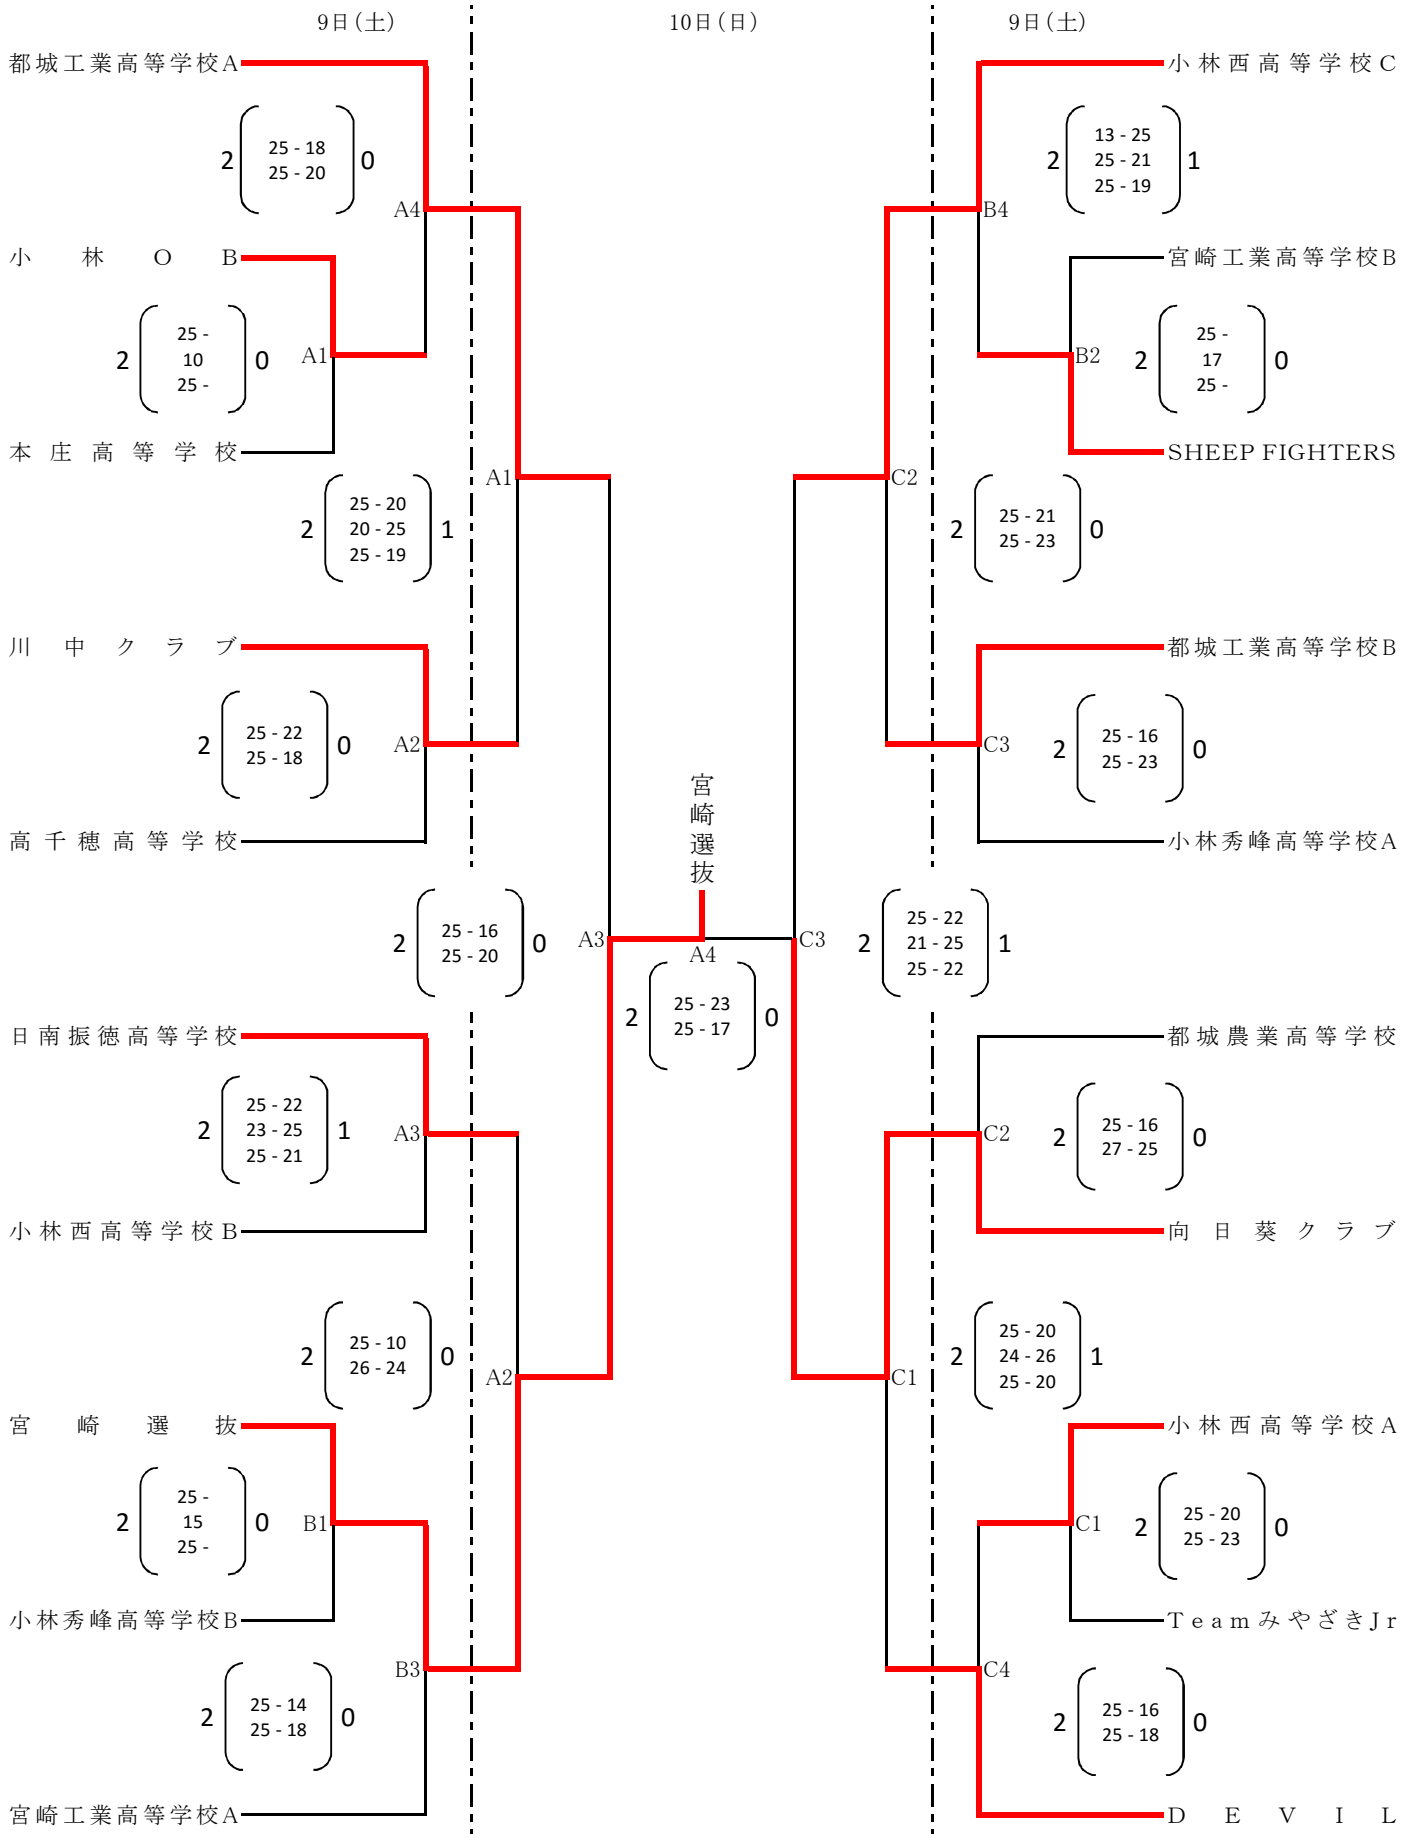 9日(土)
10日(日)
9日(土)
都城工業高等学校A
小林西高等学校C
2
25 - 18
25 - 20
0
2
13 - 25
25 - 21
25 - 19
1
A4
B4
小林OB
宮崎工業高等学校B
2
25 -
10
25 -
0
A1
B2
2
25 -
17
25 -
0
本庄高等学校
SHEEP FIGHTERS
A1
C2
2
25 - 20
20 - 25
25 - 19
1
2
25 - 21
25 - 23
0
川中クラブ
都城工業高等学校B
2
25 - 22
25 - 18
0
A2
C3
2
25 - 16
25 - 23
0
宮崎選抜
高千穂高等学校
小林秀峰高等学校A
2
25 - 16
25 - 20
0
A3
A4
C3
2
25 - 22
21 - 25
25 - 22
1
2
25 - 23
25 - 17
0
日南振徳高等学校
都城農業高等学校
2
25 - 22
23 - 25
25 - 21
1
A3
C2
2
25 - 16
27 - 25
0
小林西高等学校B
向日葵クラブ
2
25 - 10
26 - 24
0
A2
C1
2
25 - 20
24 - 26
25 - 20
1
宮崎選抜
小林西高等学校A
2
25 -
15
25 -
0
B1
C1
2
25 - 20
25 - 23
0
小林秀峰高等学校B
TeamみやざきJr
B3
C4
2
25 - 14
25 - 18
0
2
25 - 16
25 - 18
0
宮崎工業高等学校A
DEVIL